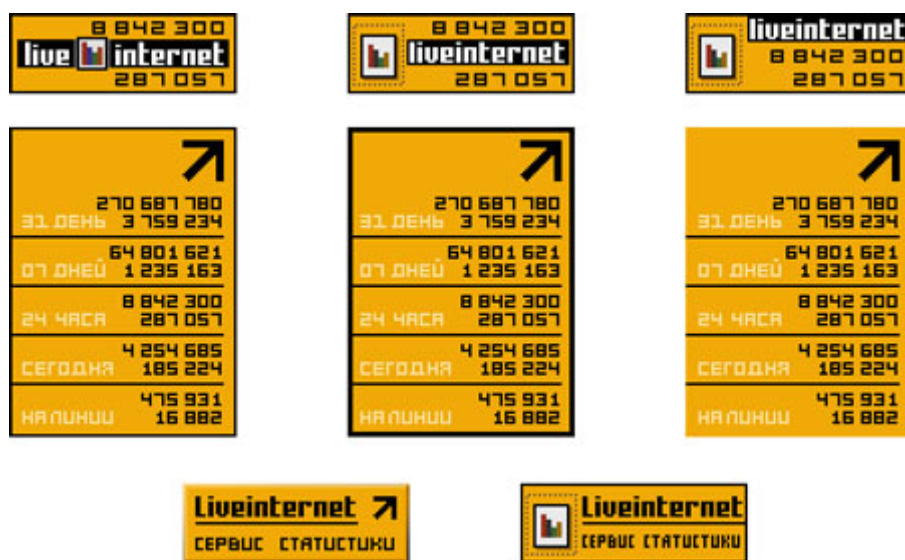 8 842 300
live internet
287 057
8 842 300
liveinternet
287 057
liveinternet
8 842 300
287 057
270 687 780
31 ДЕНЬ 3 759 234
64 801 621
07 ДНЕЙ 1 235 163
8 842 300
24 ЧАСА 287 057
4 254 685
СЕГОДНЯ 185 224
475 931
НА ЛИНИИ 16 882
270 687 780
31 ДЕНЬ 3 759 234
64 801 621
07 ДНЕЙ 1 235 163
8 842 300
24 ЧАСА 287 057
4 254 685
СЕГОДНЯ 185 224
475 931
НА ЛИНИИ 16 882
270 687 780
31 ДЕНЬ 3 759 234
64 801 621
07 ДНЕЙ 1 235 163
8 842 300
24 ЧАСА 287 057
4 254 685
СЕГОДНЯ 185 224
475 931
НА ЛИНИИ 16 882
Liveinternet
СЕРВИС СТАТИСТИКИ
Liveinternet
СЕРВИС СТАТИСТИКИ